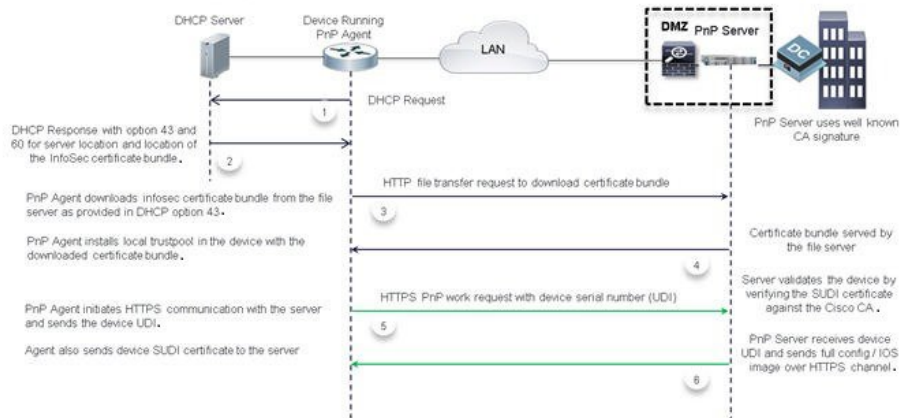 DHCP Server
Device Running
PnP Agent
LAN
DMZ
PnP Server
DC
PnP Server uses well known
CA signature
1
DHCP Request
DHCP Response with option 43 and
60 for server location and location of
the InfoSec certificate bundle.
2
HTTP file transfer request to download certificate bundle
PnP Agent downloads infosec certificate bundle from the file
server as provided in DHCP option 43.
3
PnP Agent installs local trustpool in the device with the
downloaded certificate bundle.
Certificate bundle served by
the file server
4
Server validates the device by
verifying the SUDI certificate
against the Cisco CA.
HTTPS PnP work request with device serial number (UDI)
PnP Agent initiates HTTPS communication with the server
and sends the device UDI.
5
Agent also sends device SUDI certificate to the server
PnP Server receives device
UDI and sends full config / IOS
image over HTTPS channel.
6